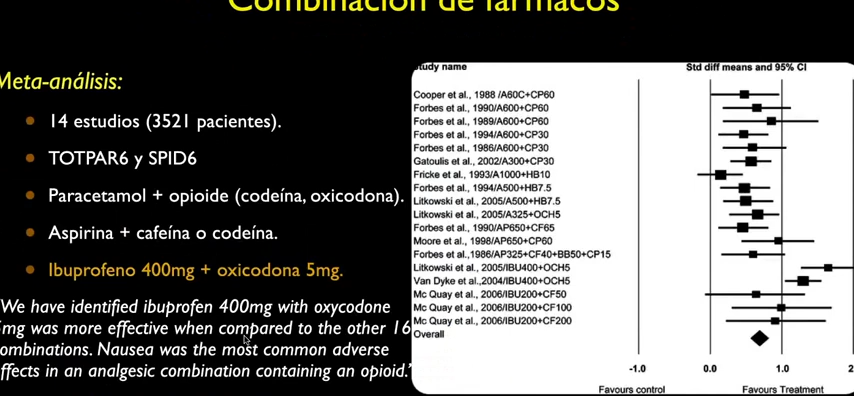 Combinación de fármacos
Meta-análisis:
14 estudios (3521 pacientes).
TOTPAR6 y SPID6
Paracetamol + opioide (codeína, oxicodona).
Aspirina + cafeína o codeína.
Ibuprofeno 400mg + oxicodona 5mg.
We have identified ibuprofen 400mg with oxycodone
mg was more effective when compared to the other 16
ombinations. Nausea was the most common adverse
ffects in an analgesic combination containing an opioid.'
Study name
Std diff means and 95% CI
Cooper et al., 1988 /A60C+CP60
Forbes et al., 1990/A600+CP60
Forbes et al., 1989/A600+CP60
Forbes et al., 1994/A600+CP30
Forbes et al., 1986/A600+CP30
Gatoulis et al., 2002/A300+CP30
Fricke et al., 1993/A1000+HB10
Forbes et al., 1994/A500+HB7.5
Litkowski et al., 2005/A500+HB7.5
Litkowski et al., 2005/A325+OCH5
Forbes et al., 1990/AP650+CF65
Moore et al., 1998/AP650+CP60
Forbes et al.,1986/AP325+CF40+BB50+CP15
Litkowski et al., 2005/IBU400+OCH5
Van Dyke et al.,2004/IBU400+OCH5
Mc Quay et al., 2006/IBU200+CF50
Mc Quay et al., 2006/IBU200+CF100
Mc Quay et al., 2006/IBU200+CF200
Overall
-1.0 0.0 1.0 2
Favours control Favours Treatment